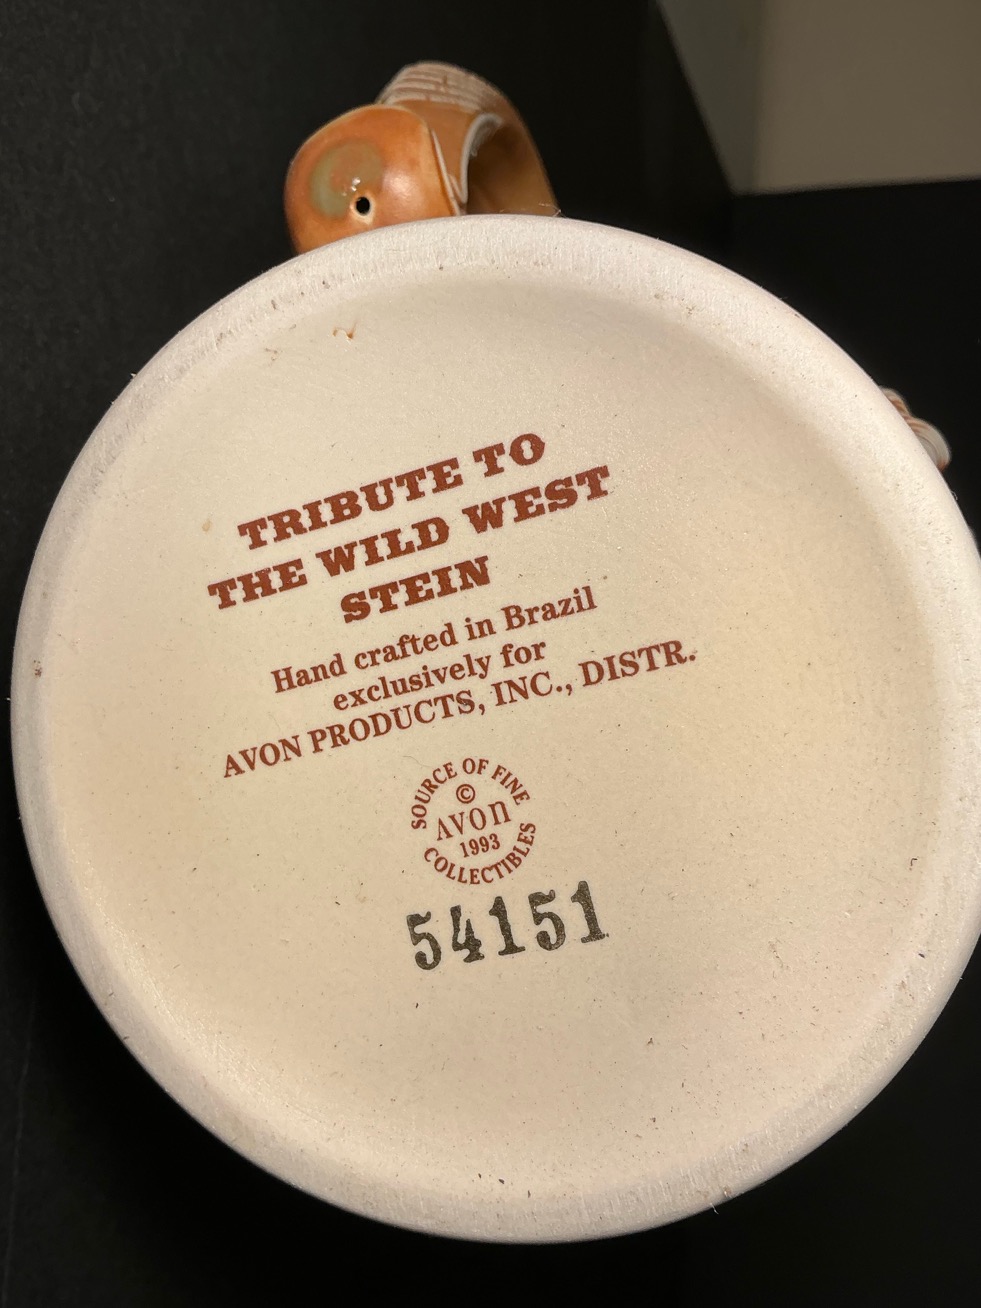 TRIBUTE TO
THE WILD WEST
STEIN
Hand crafted in Brazil
exclusively for
AVON PRODUCTS, INC., DISTR.
SOURCE OF FINE
©
AVON
1993
COLLECTIBLES
54151